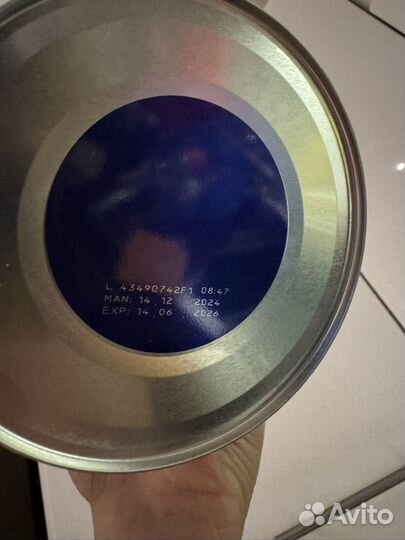 L 43490742F1 08:47
MAN: 14 . 12 . 2024
EXP: 14 . 06 . 2026
Avito